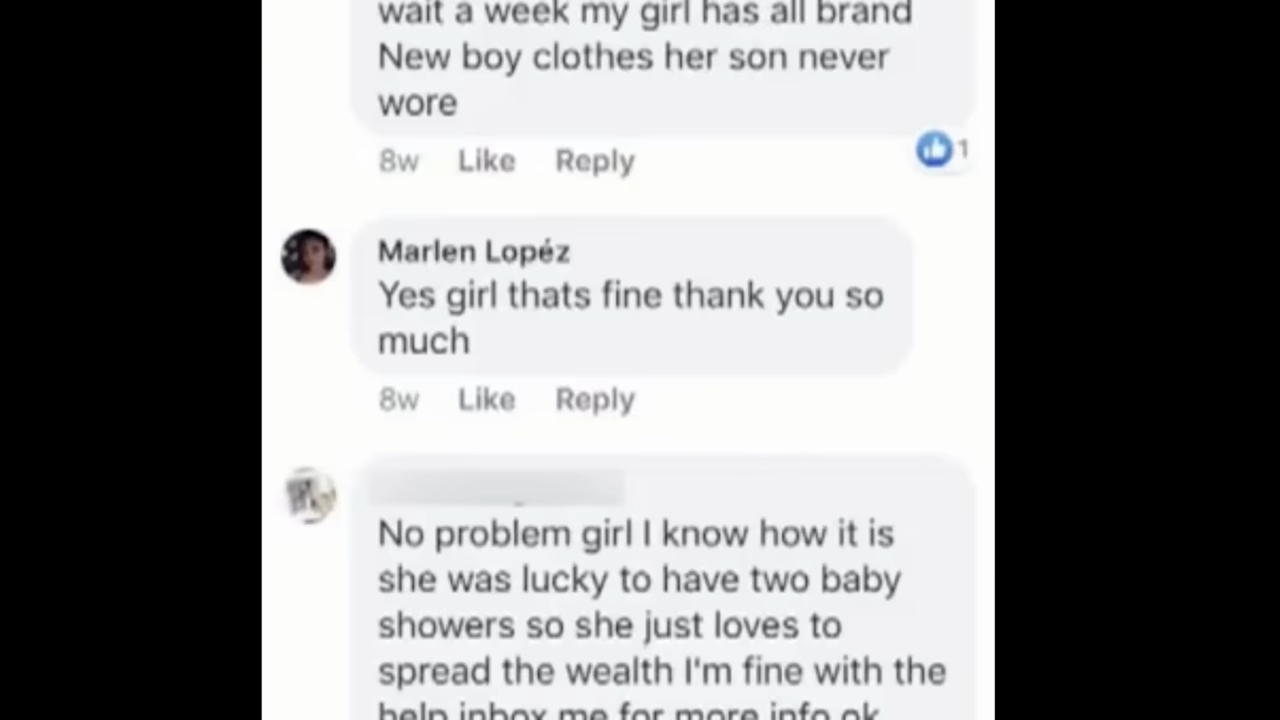 wait a week my girl has all brand
New boy clothes her son never
wore
8w Like Reply 1
Marlen Lopéz
Yes girl thats fine thank you so
much
8w Like Reply
No problem girl I know how it is
she was lucky to have two baby
showers so she just loves to
spread the wealth I'm fine with the
help inbox me for more info ok